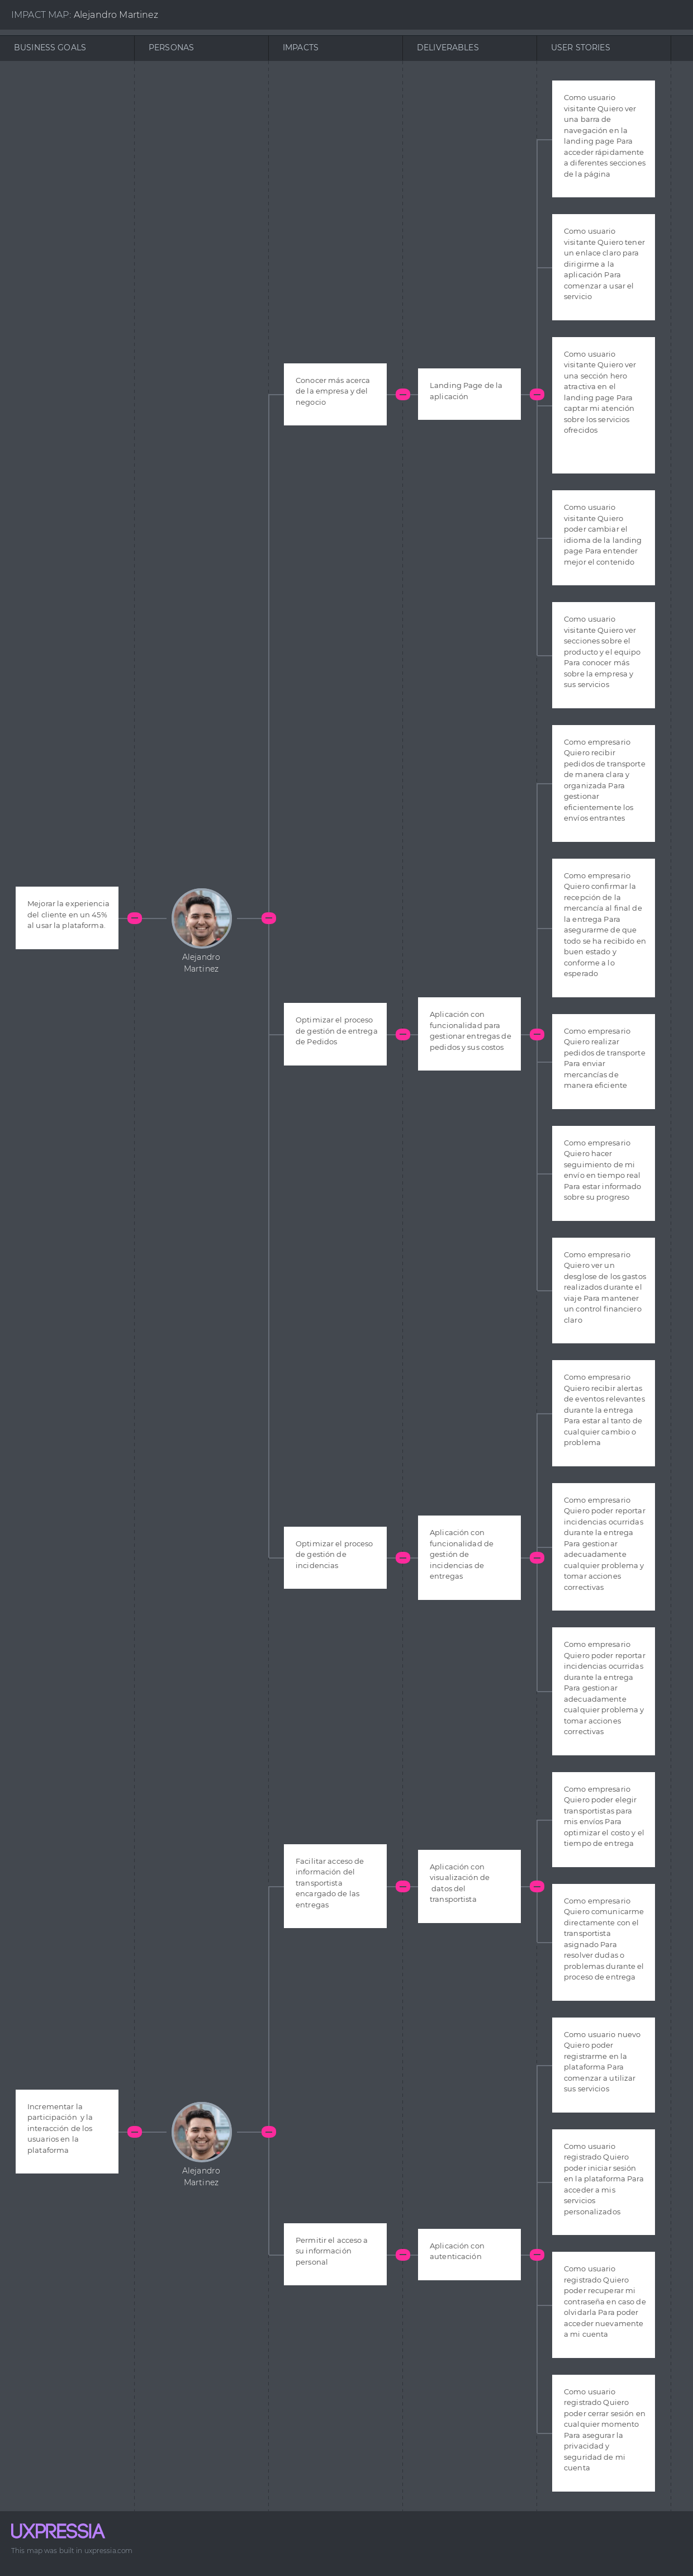 IMPACT MAP: Alejandro Martinez
BUSINESS GOALS
PERSONAS
IMPACTS
DELIVERABLES
USER STORIES
Mejorar la experiencia
del cliente en un 45%
al usar la plataforma.
Alejandro
Martinez
Conocer más acerca
de la empresa y del
negocio
Landing Page de la
aplicación
Como usuario
visitante Quiero ver
una barra de
navegación en la
landing page Para
acceder rápidamente
a diferentes secciones
de la página
Como usuario
visitante Quiero tener
un enlace claro para
dirigirme a la
aplicación Para
comenzar a usar el
servicio
Como usuario
visitante Quiero ver
una sección hero
atractiva en el
landing page Para
captar mi atención
sobre los servicios
ofrecidos
Como usuario
visitante Quiero
poder cambiar el
idioma de la landing
page Para entender
mejor el contenido
Como usuario
visitante Quiero ver
secciones sobre el
producto y el equipo
Para conocer más
sobre la empresa y
sus servicios
Optimizar el proceso
de gestión de entrega
de Pedidos
Aplicación con
funcionalidad para
gestionar entregas de
pedidos y sus costos
Como empresario
Quiero recibir
pedidos de transporte
de manera clara y
organizada Para
gestionar
eficientemente los
envíos entrantes
Como empresario
Quiero confirmar la
recepción de la
mercancía al final de
la entrega Para
asegurarme de que
todo se ha recibido en
buen estado y
conforme a lo
esperado
Como empresario
Quiero realizar
pedidos de transporte
Para enviar
mercancías de
manera eficiente
Como empresario
Quiero hacer
seguimiento de mi
envío en tiempo real
Para estar informado
sobre su progreso
Como empresario
Quiero ver un
desglose de los gastos
realizados durante el
viaje Para mantener
un control financiero
claro
Optimizar el proceso
de gestión de
incidencias
Aplicación con
funcionalidad de
gestión de
incidencias de
entregas
Como empresario
Quiero recibir alertas
de eventos relevantes
durante la entrega
Para estar al tanto de
cualquier cambio o
problema
Como empresario
Quiero poder reportar
incidencias ocurridas
durante la entrega
Para gestionar
adecuadamente
cualquier problema y
tomar acciones
correctivas
Como empresario
Quiero poder reportar
incidencias ocurridas
durante la entrega
Para gestionar
adecuadamente
cualquier problema y
tomar acciones
correctivas
Incrementar la
participación y la
interacción de los
usuarios en la
plataforma
Alejandro
Martinez
Facilitar acceso de
información del
transportista
encargado de las
entregas
Aplicación con
visualización de
datos del
transportista
Como empresario
Quiero poder elegir
transportistas para
mis envíos Para
optimizar el costo y el
tiempo de entrega
Como empresario
Quiero comunicarme
directamente con el
transportista
asignado Para
resolver dudas o
problemas durante el
proceso de entrega
Permitir el acceso a
su información
personal
Aplicación con
autenticación
Como usuario nuevo
Quiero poder
registrarme en la
plataforma Para
comenzar a utilizar
sus servicios
Como usuario
registrado Quiero
poder iniciar sesión
en la plataforma Para
acceder a mis
servicios
personalizados
Como usuario
registrado Quiero
poder recuperar mi
contraseña en caso de
olvidarla Para poder
acceder nuevamente
a mi cuenta
Como usuario
registrado Quiero
poder cerrar sesión en
cualquier momento
Para asegurar la
privacidad y
seguridad de mi
cuenta
UXPRESSIA
This map was built in uxpressia.com